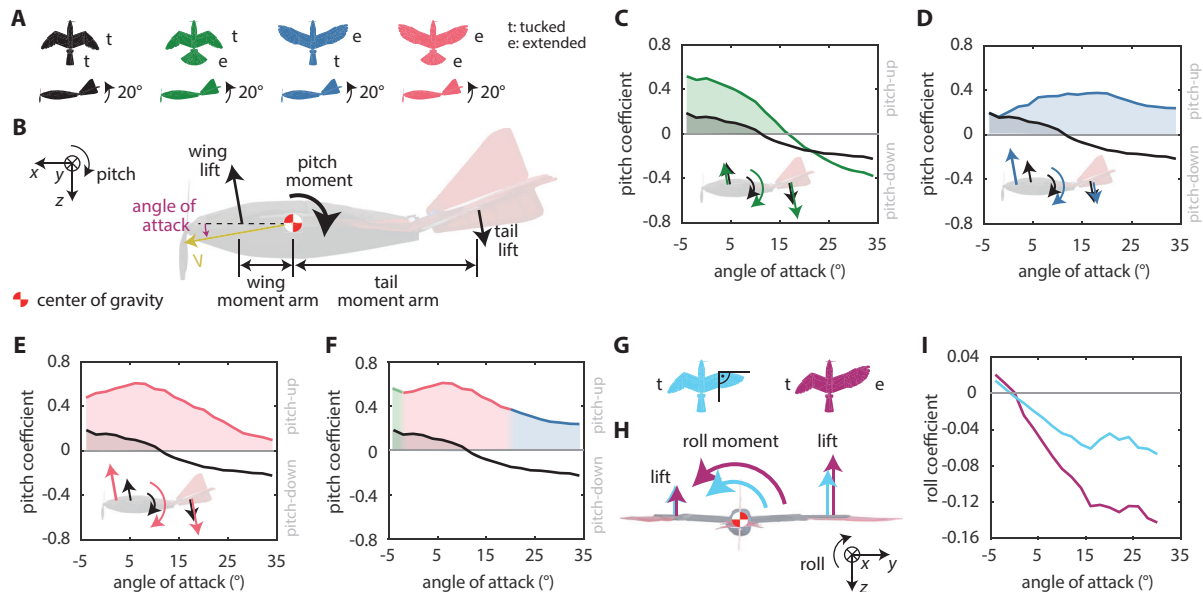 A
t
t
t
e
e
t
e
e
t: tucked
e: extended
20°
20°
20°
20°
B
x
y
z
pitch
wing
lift
pitch
moment
angle of
attack
V
tail
lift
wing
moment arm
tail
moment arm
center of gravity
C
pitch coefficient
0.8
0.4
0
-0.4
-0.8
-5
5
15
25
35
angle of attack (°)
pitch-up
pitch-down
D
pitch coefficient
0.8
0.4
0
-0.4
-0.8
-5
5
15
25
35
angle of attack (°)
pitch-up
pitch-down
E
pitch coefficient
0.8
0.4
0
-0.4
-0.8
-5
5
15
25
35
angle of attack (°)
pitch-up
pitch-down
F
pitch coefficient
0.8
0.4
0
-0.4
-0.8
-5
5
15
25
35
angle of attack (°)
pitch-up
pitch-down
G
t
t
e
H
roll moment
lift
lift
roll
x
y
z
I
roll coefficient
0.04
0
-0.04
-0.08
-0.12
-0.16
-5
5
15
25
35
angle of attack (°)